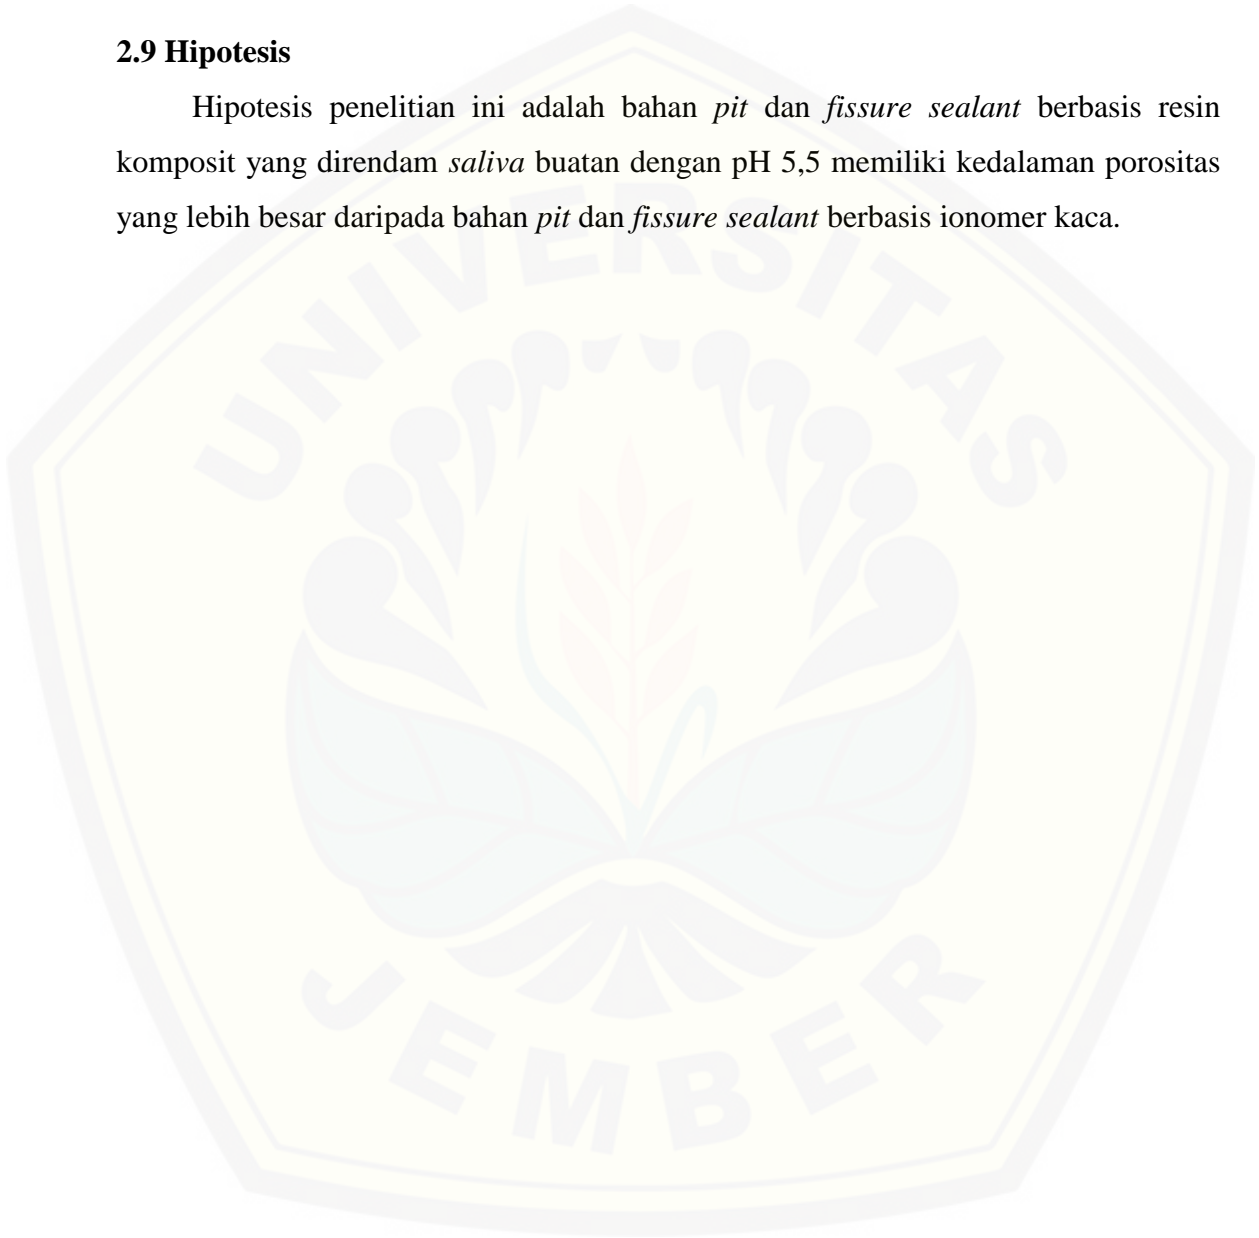 2.9 Hipotesis
Hipotesis penelitian ini adalah bahan pit dan fissure sealant berbasis resin
komposit yang direndam saliva buatan dengan pH 5,5 memiliki kedalaman porositas
yang lebih besar daripada bahan pit dan fissure sealant berbasis ionomer kaca.
UNIVERSITAS
JEMBER